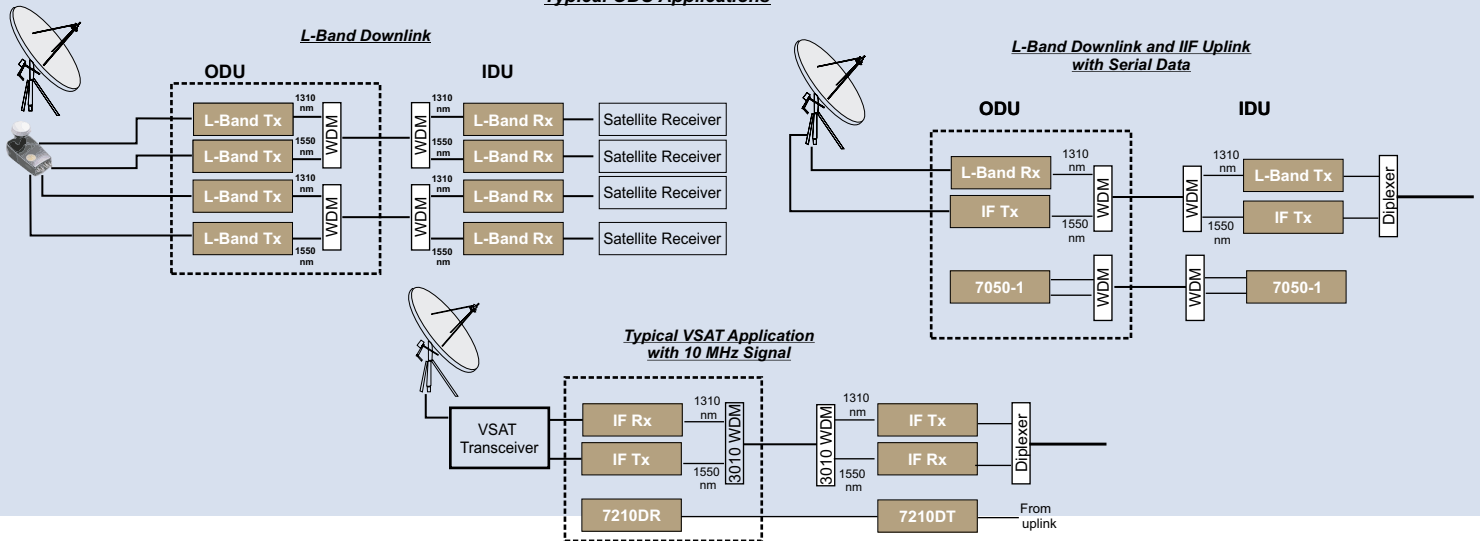 Typical ODU Applications
L-Band Downlink
ODU
IDU
L-Band Tx
1310
nm
WDM
WDM
1310
nm
L-Band Rx
Satellite Receiver
L-Band Tx
1550
nm
1550
nm
L-Band Rx
Satellite Receiver
L-Band Tx
1310
nm
WDM
WDM
1310
nm
L-Band Rx
Satellite Receiver
L-Band Tx
1550
nm
1550
nm
L-Band Rx
Satellite Receiver
L-Band Downlink and IIF Uplink
with Serial Data
ODU
IDU
L-Band Rx
1310
nm
WDM
WDM
1310
nm
L-Band Tx
Diplexer
IF Tx
1550
nm
1550
nm
IF Tx
7050-1
WDM
WDM
7050-1
Typical VSAT Application
with 10 MHz Signal
VSAT
Transceiver
IF Rx
1310
nm
3010 WDM
3010 WDM
1310
nm
IF Tx
Diplexer
IF Tx
1550
nm
1550
nm
IF Rx
7210DR
7210DT
From
uplink